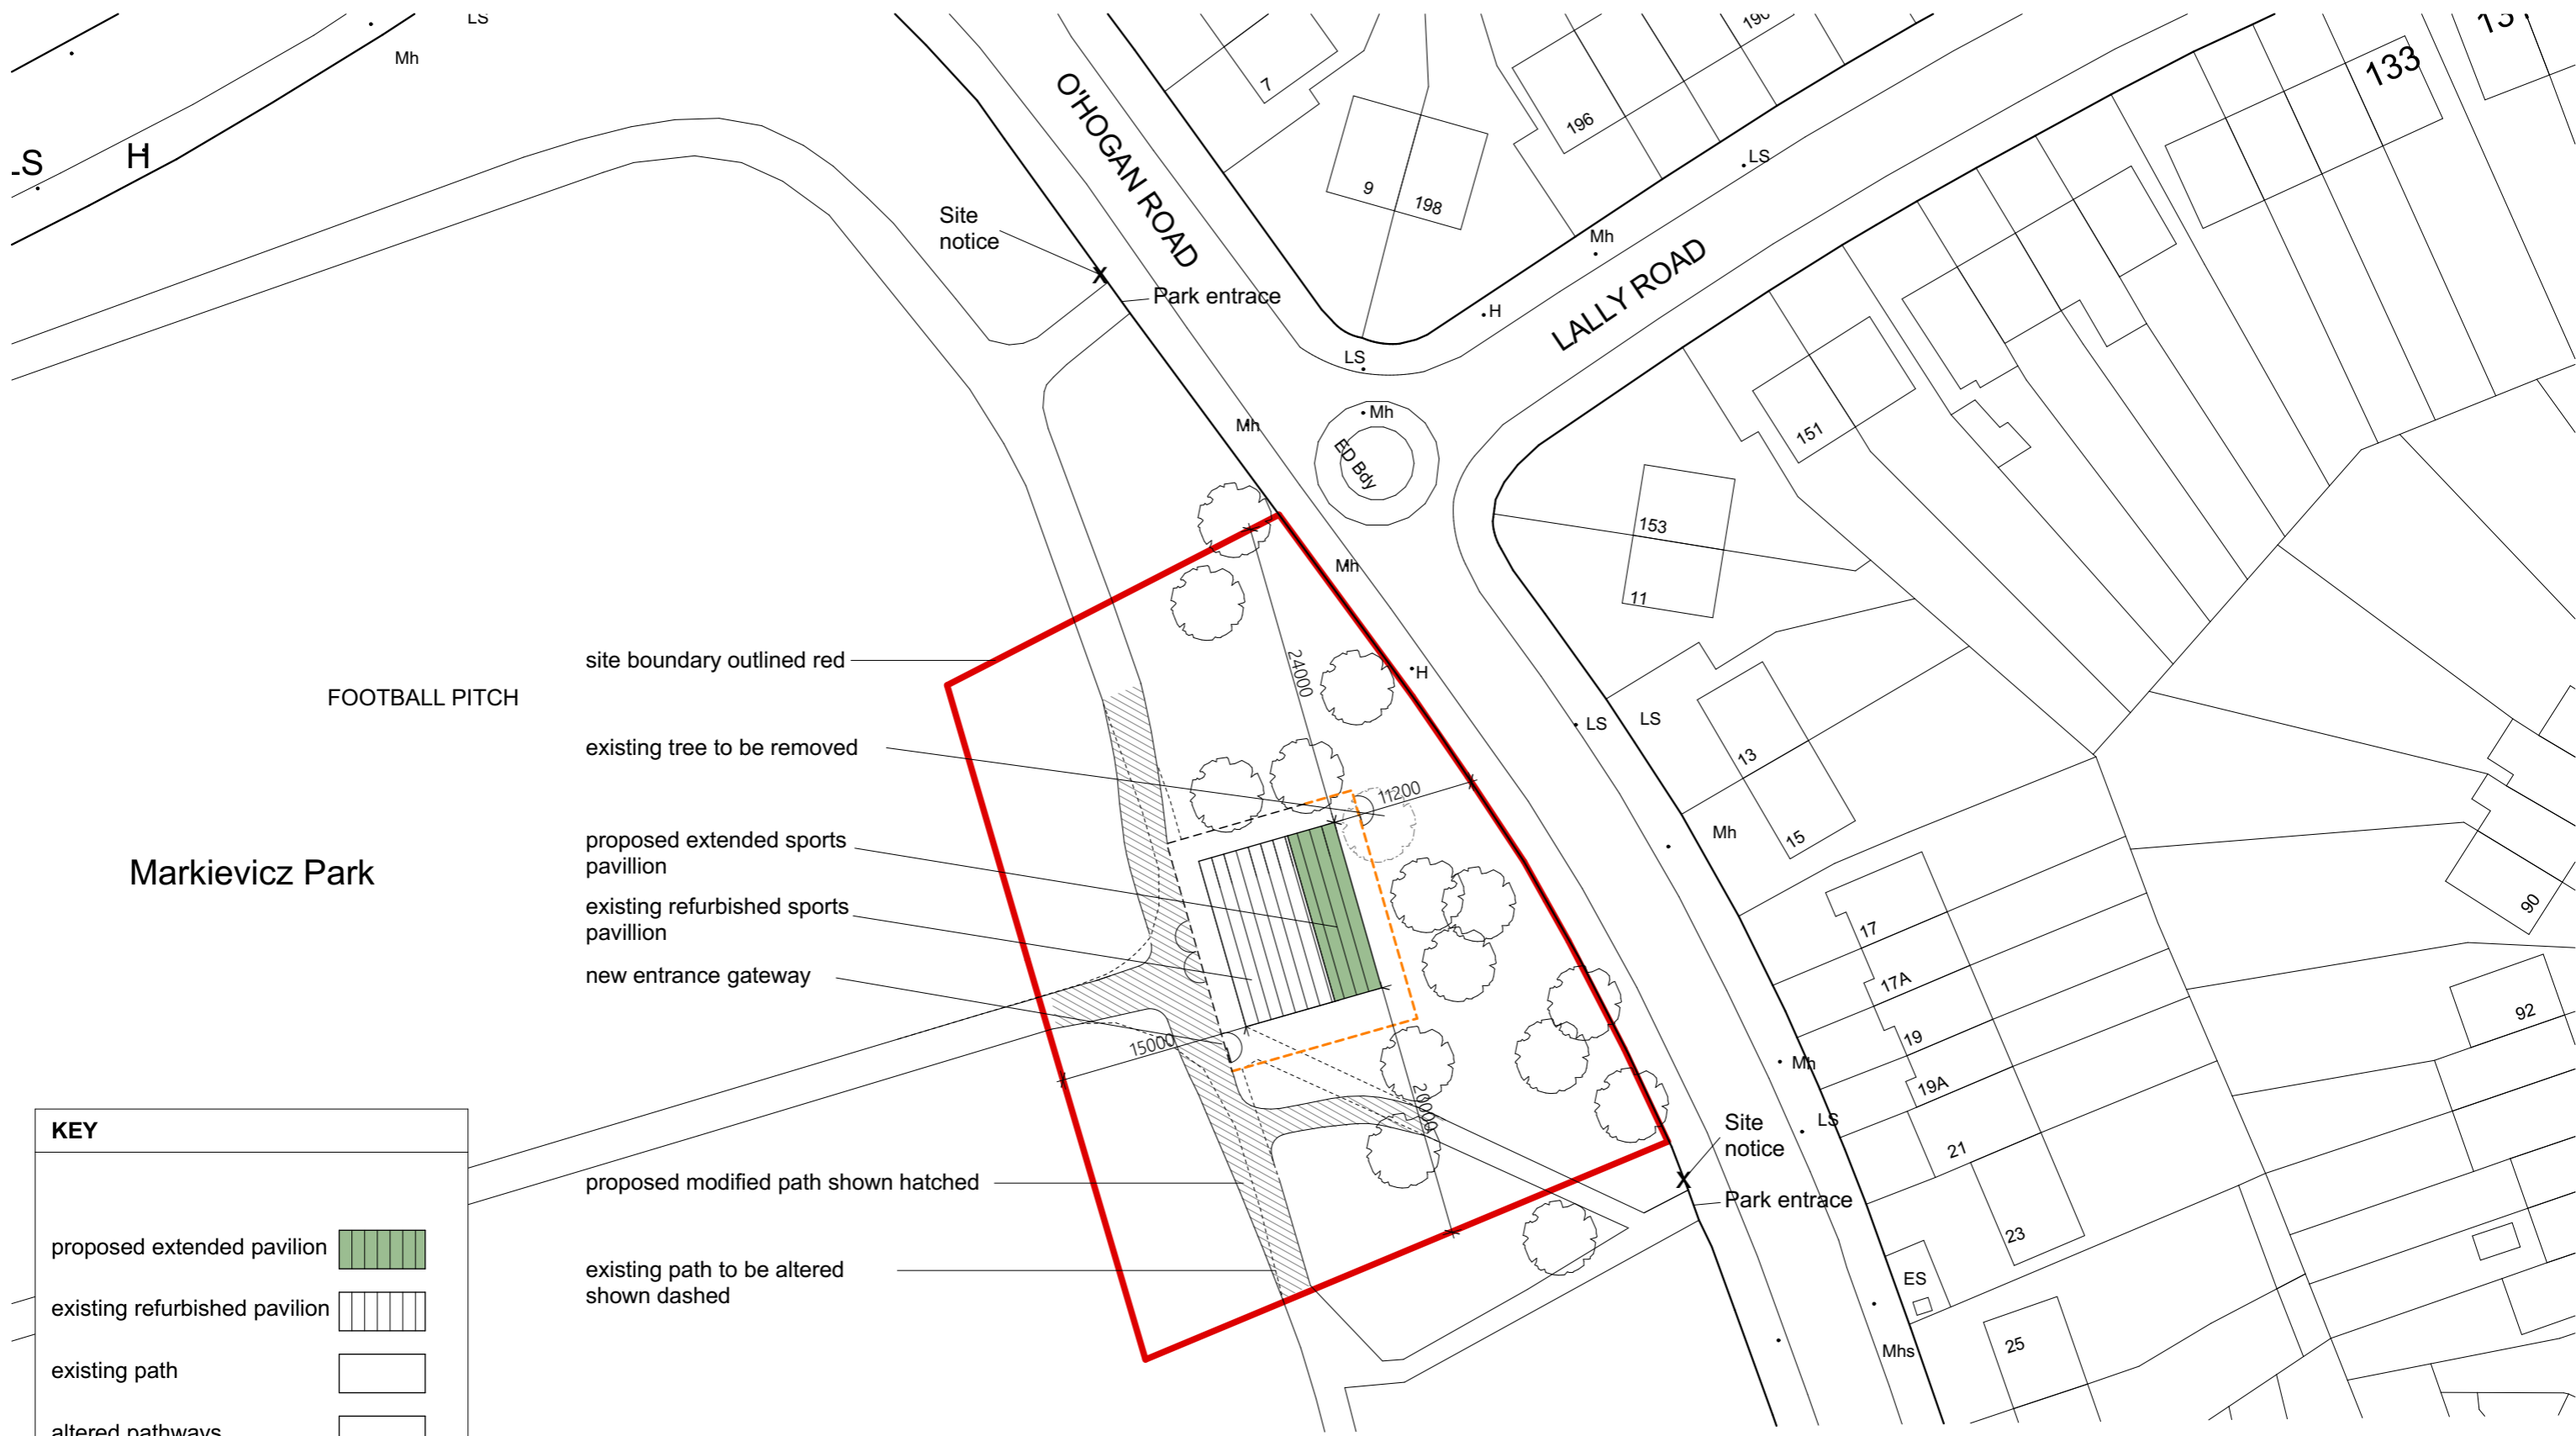 LS
Mh
H
O'HOGAN ROAD
7
9
198
196
190
LS
133
Site
notice
X
Park entrace
Mh
H
LS
LALLY ROAD
Mh
Mh
ED Bdy
151
153
11
Mh
24000
H
LS
LS
site boundary outlined red
FOOTBALL PITCH
existing tree to be removed
11200
13
15
Mh
proposed extended sports
pavillion
Markievicz Park
existing refurbished sports
pavillion
new entrance gateway
15000
20000
17
17A
19
19A
21
23
90
92
Mh
LS
Site
notice
X
Park entrace
ES
25
Mhs
proposed modified path shown hatched
existing path to be altered
shown dashed
KEY
proposed extended pavilion
existing refurbished pavilion
existing path
altered pathways